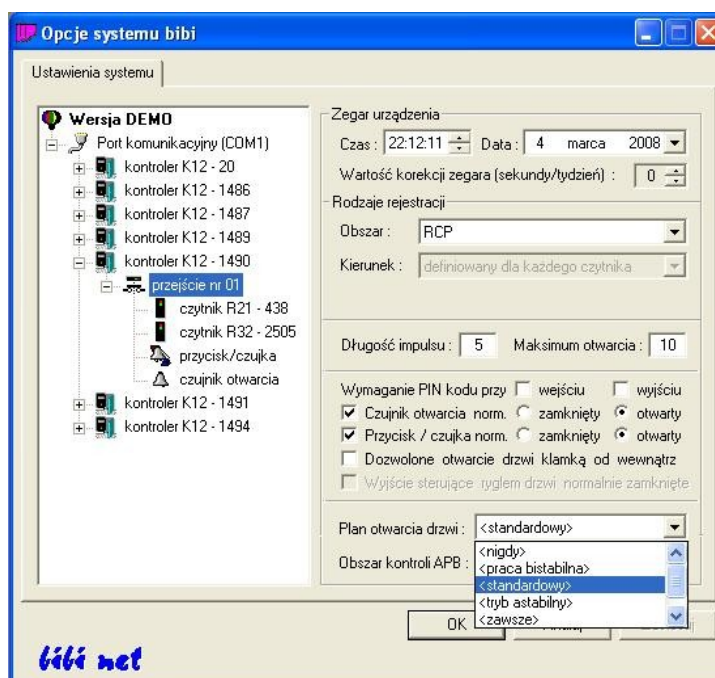 Opcje systemu bibi
Ustawienia systemu
Wersja DEMO
Port komunikacyjny (COM1)
kontroler K12 - 20
kontroler K12 - 1486
kontroler K12 - 1487
kontroler K12 - 1489
kontroler K12 - 1490
przejście nr 01
czytnik R21 - 438
czytnik R32 - 2505
przycisk/czujka
czujnik otwarcia
kontroler K12 - 1491
kontroler K12 - 1494
Zegar urządzenia
Czas : 22:12:11 Data : 4 marca 2008
Wartość korekcji zegara (sekundy/tydzień) : 0
Rodzaje rejestracji
Obszar : RCP
Kierunek : definiowany dla każdego czytnika
Długość impulsu : 5 Maksimum otwarcia : 10
Wymaganie PIN kodu przy wejściu wyjściu
Czujnik otwarcia norm. zamknięty otwarty
Przycisk / czujka norm. zamknięty otwarty
Dozwolone otwarcie drzwi klamką od wewnątrz
Wyjście sterujące ryglem drzwi normalnie zamknięte
Plan otwarcia drzwi : <standardowy>
Obszar kontroli APB :
<nigdy>
<praca bistabilna>
<standardowy>
<tryb astabilny>
<zawsze>
OK
bibi net